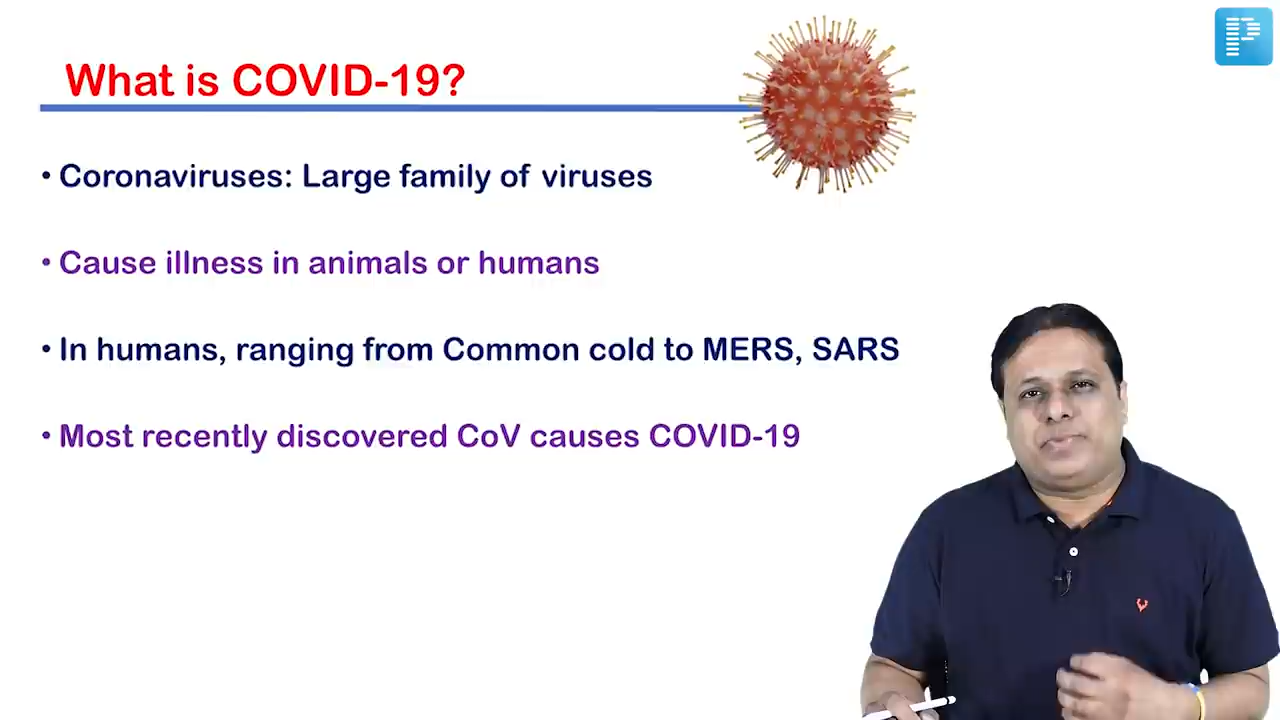 What is COVID-19?
• Coronaviruses: Large family of viruses
• Cause illness in animals or humans
• In humans, ranging from Common cold to MERS, SARS
• Most recently discovered CoV causes COVID-19
P